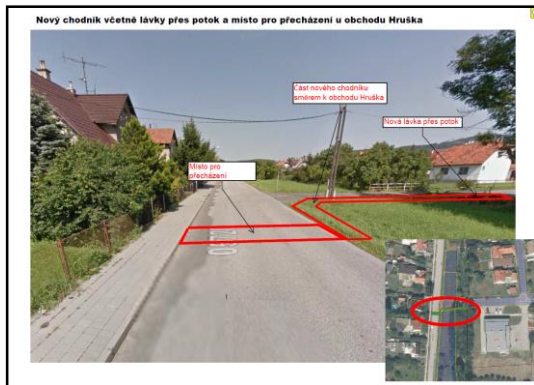 Nový chodník včetně lávky přes potok a místo pro přecházení u obchodu Hruška
Část nového chodníku
směrem k obchodu Hruška
Nová lávka přes potok
Místo pro
přecházení